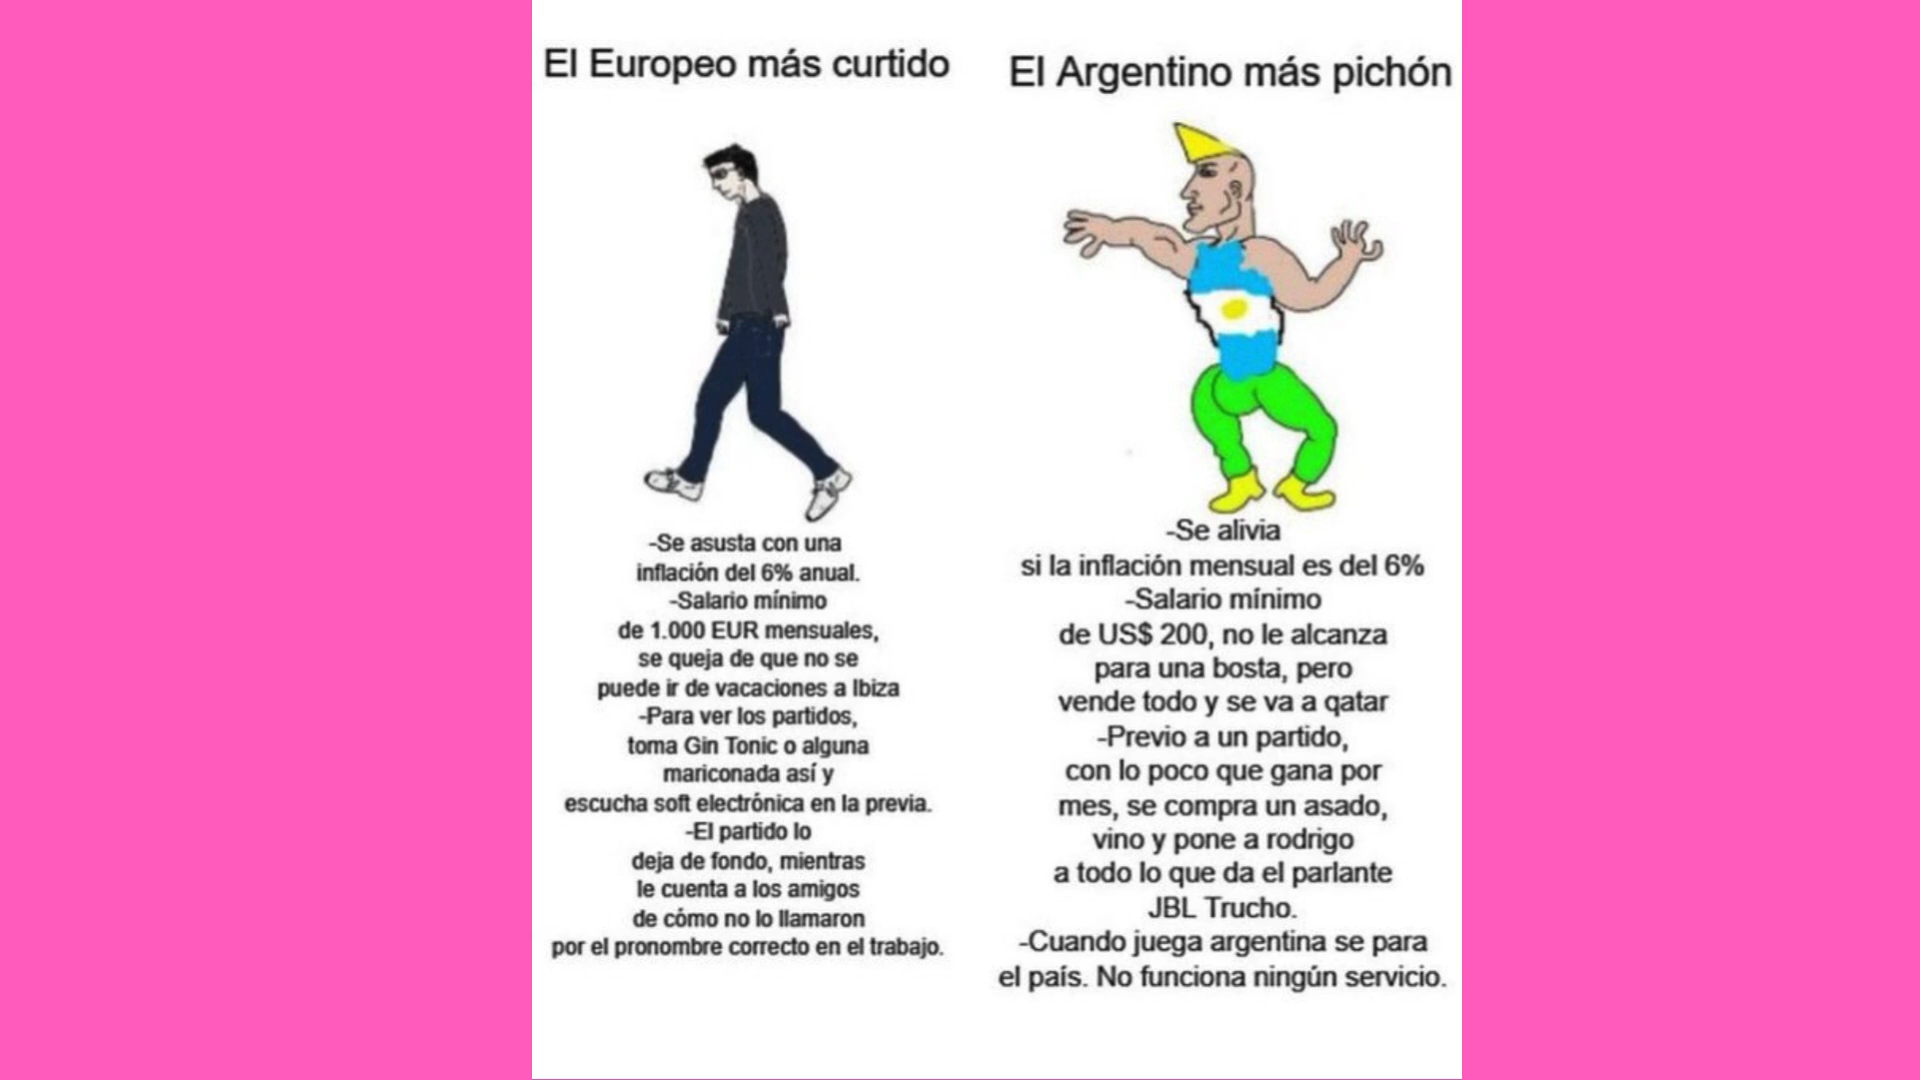 El Europeo más curtido
-Se asusta con una
inflación del 6% anual.
-Salario mínimo
de 1.000 EUR mensuales,
se queja de que no se
puede ir de vacaciones a Ibiza
-Para ver los partidos,
toma Gin Tonic o alguna
mariconada así y
escucha soft electrónica en la previa.
-El partido lo
deja de fondo, mientras
le cuenta a los amigos
de cómo no lo llamaron
por el pronombre correcto en el trabajo.
El Argentino más pichón
-Se alivia
si la inflación mensual es del 6%
-Salario mínimo
de US$ 200, no le alcanza
para una bosta, pero
vende todo y se va a qatar
-Previo a un partido,
con lo poco que gana por
mes, se compra un asado,
vino y pone a rodrigo
a todo lo que da el parlante
JBL Trucho.
-Cuando juega argentina se para
el país. No funciona ningún servicio.